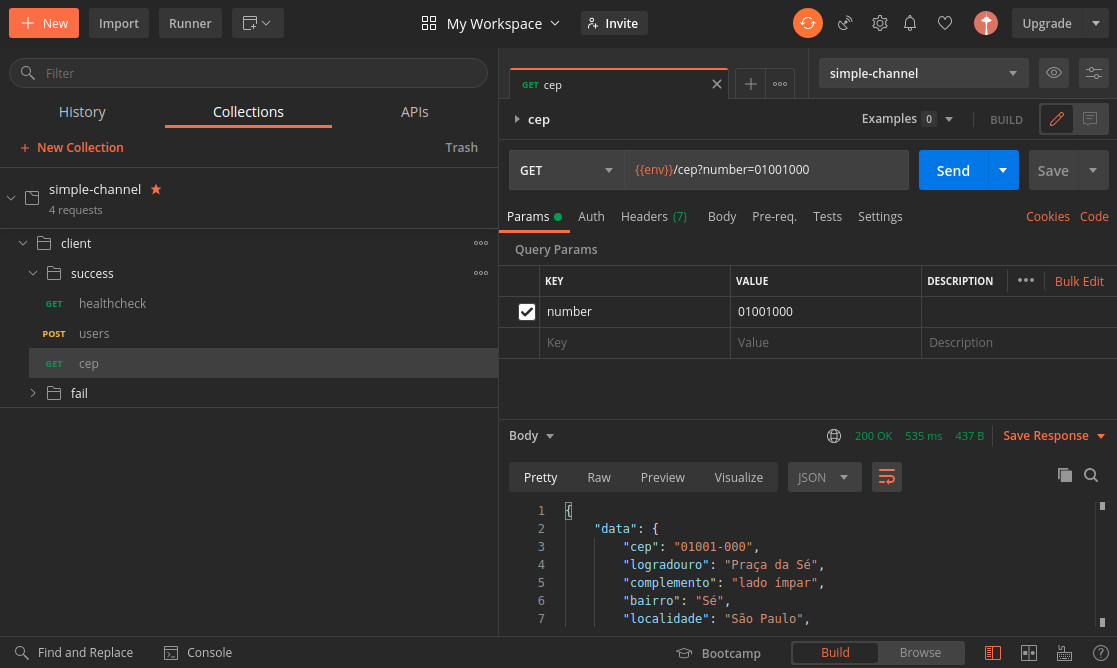 New Import Runner My Workspace Invite Upgrade
Filter
History Collections APIs
New Collection Trash
simple-channel
4 requests
client
success
GET healthcheck
POST users
GET cep
fail
GET cep
simple-channel
cep Examples 0 BUILD
GET {{env}}/cep?number=01001000 Send Save
Params Auth Headers (7) Body Pre-req. Tests Settings Cookies Code
Query Params
KEY VALUE DESCRIPTION Bulk Edit
number 01001000
Key Value Description
Body 200 OK 535 ms 437 B Save Response
Pretty Raw Preview Visualize JSON
1 {
2 "data": {
3 "cep": "01001-000",
4 "logradouro": "Praça da Sé",
5 "complemento": "lado ímpar",
6 "bairro": "Sé",
7 "localidade": "São Paulo",
Find and Replace Console Bootcamp Build Browse